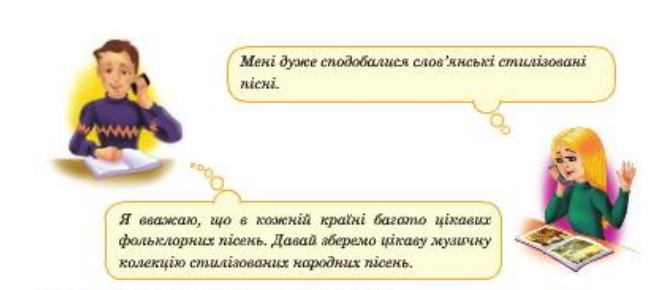 Мені дуже сподобалися слов’янські стилізовані
пісні.
Я вважаю, що в кожній країні багато цікавих
фольклорних пісень. Давай зберемо цікаву музичну
колекцію стилізованих народних пісень.